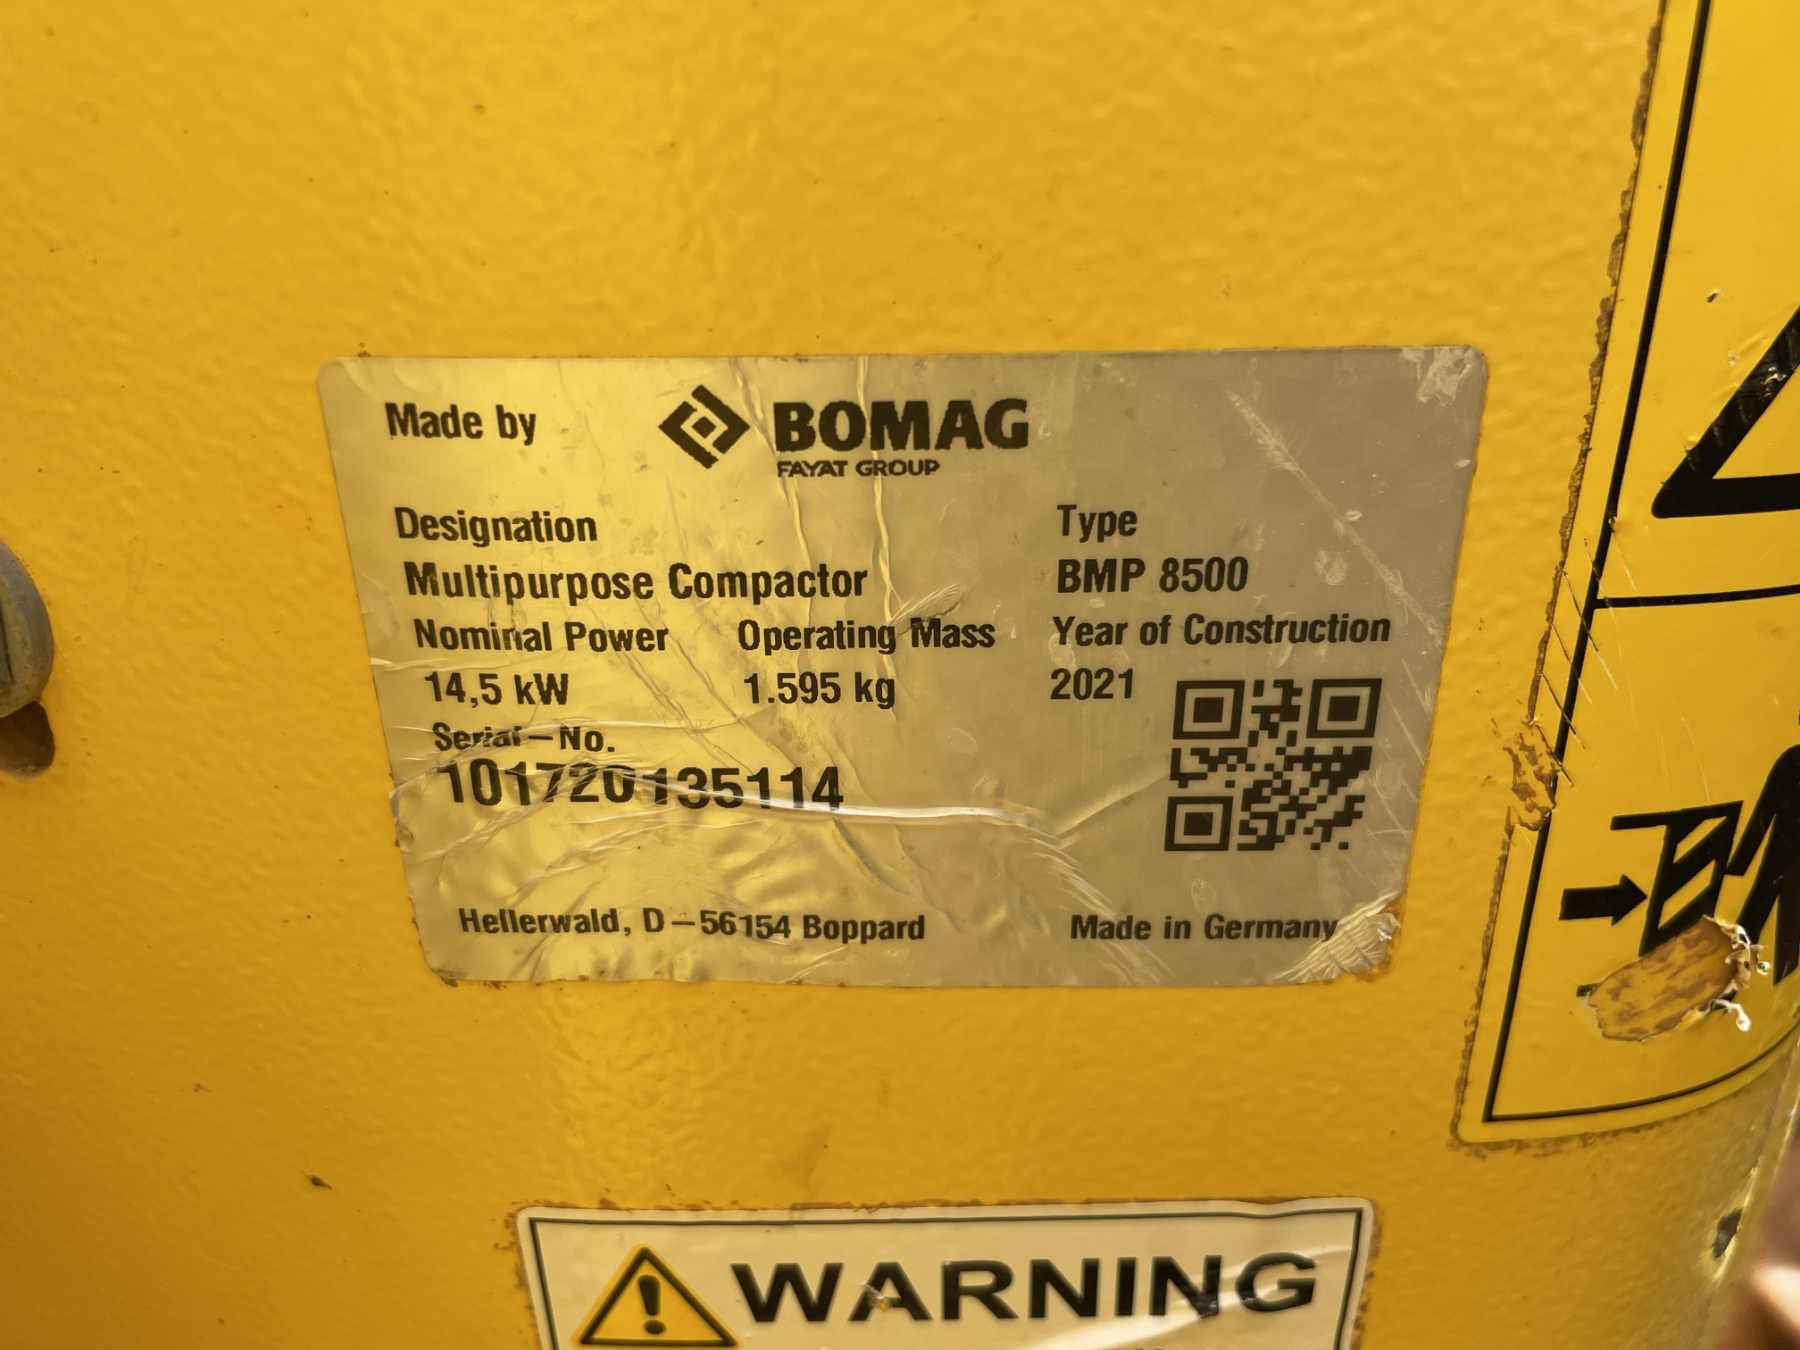 Made by BOMAG
FAYAT GROUP
Designation Type
Multipurpose Compactor BMP 8500
Nominal Power Operating Mass Year of Construction
14,5 kW 1.595 kg 2021
Serial-No.
101720135114
Hellerwald, D-56154 Boppard Made in Germany
WARNING